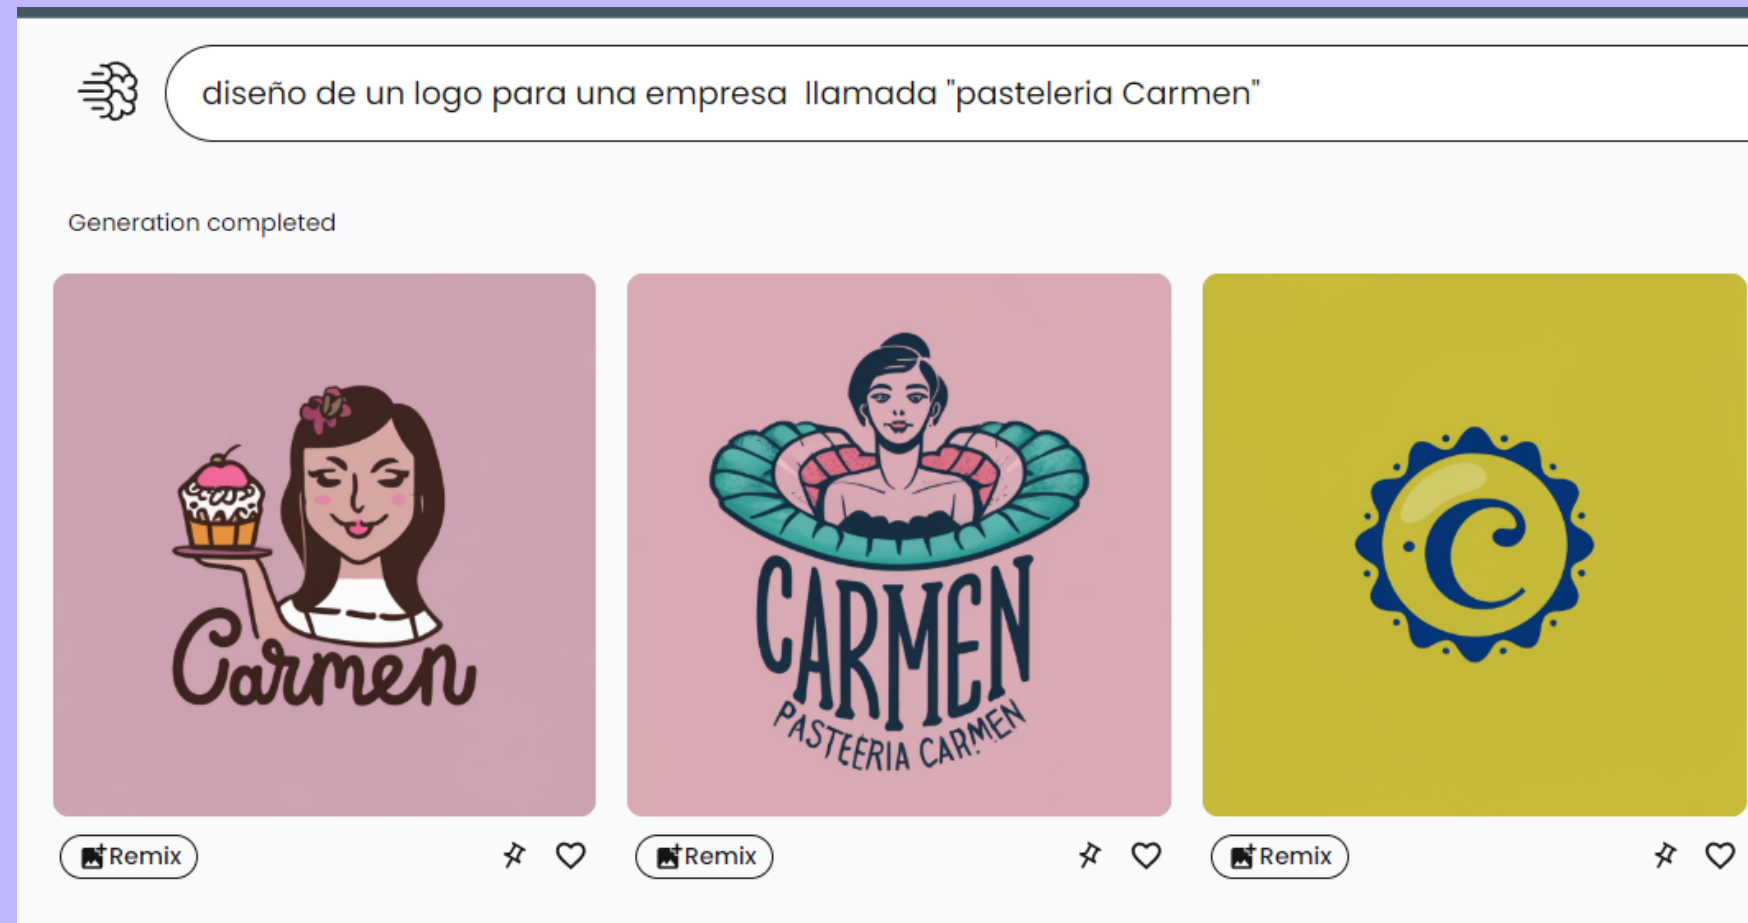 diseño de un logo para una empresa  llamada "pasteleria Carmen"
Generation completed
Carmen
CARMEN
PASTEERIA CARMEN
C
Remix
Remix
Remix